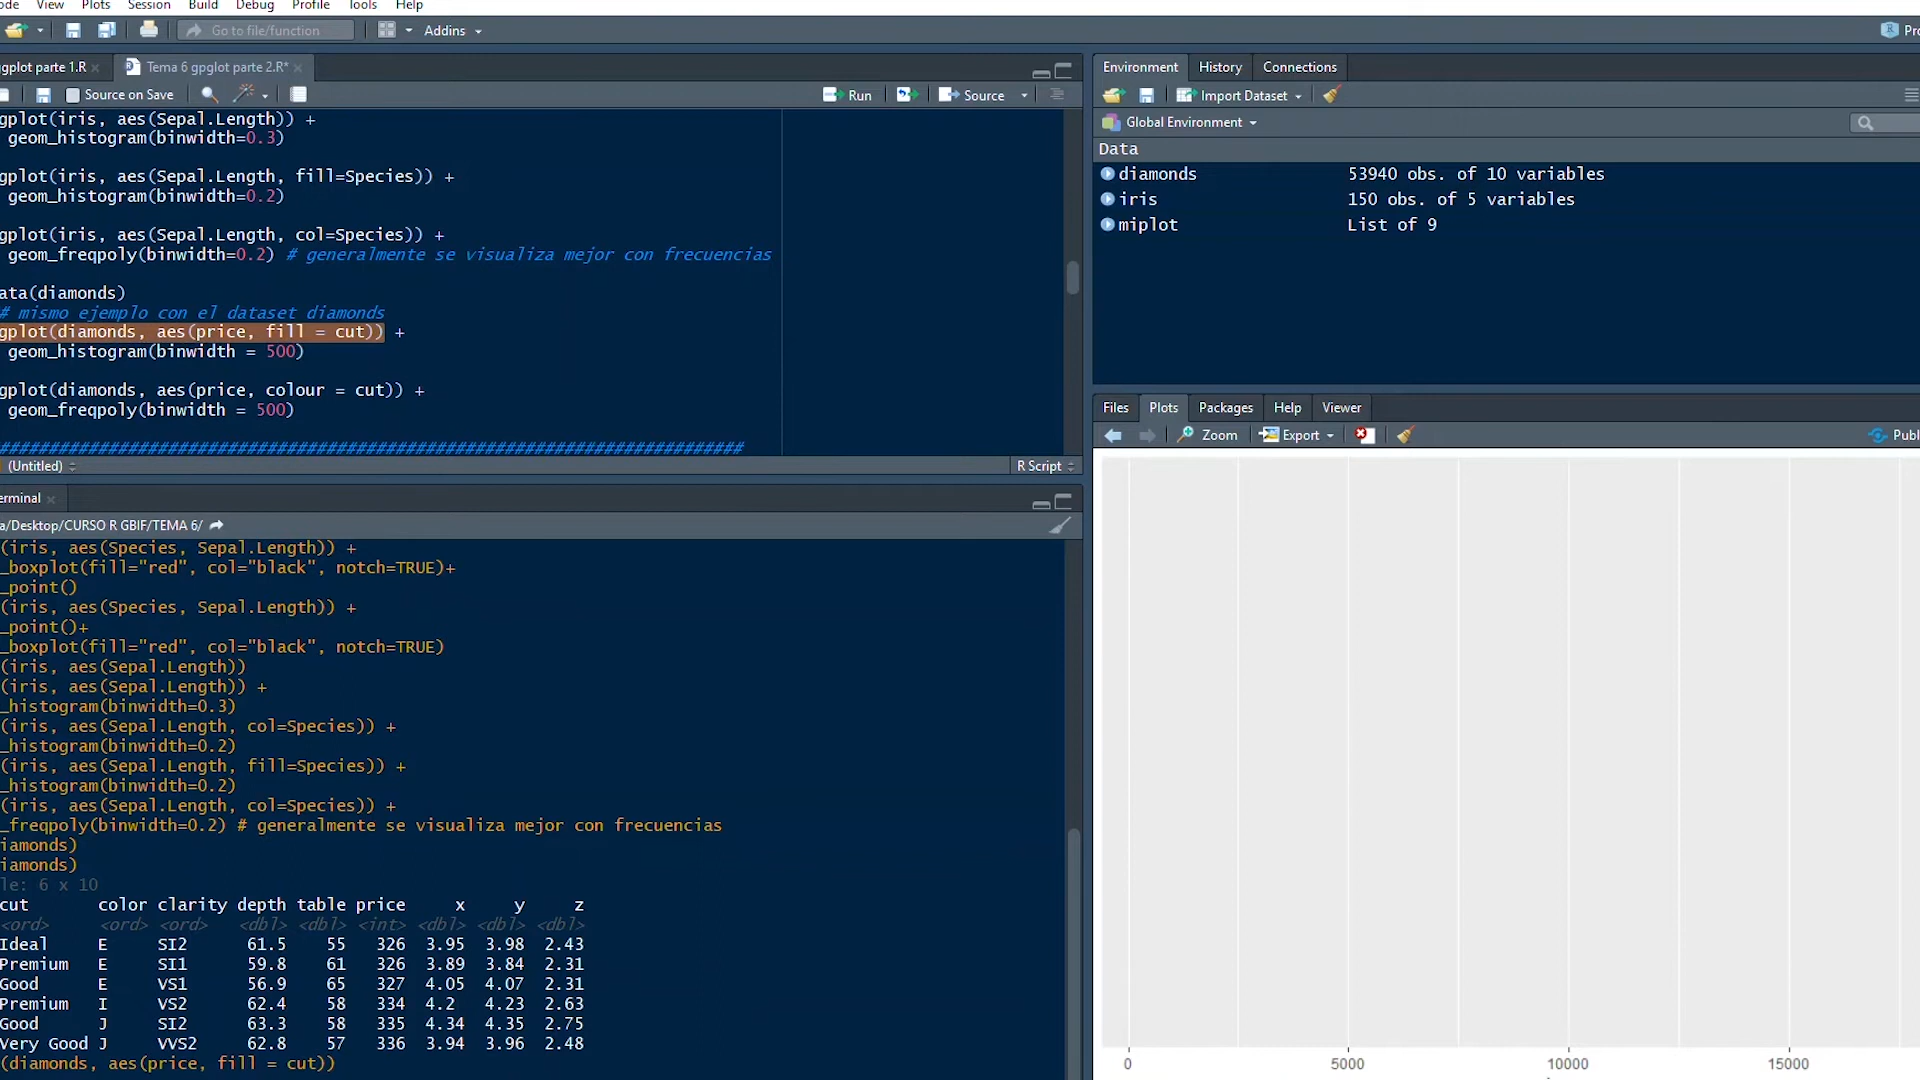 ode View Plots Session Build Debug Profile Tools Help
Go to file/function Addins Pro
gplot parte 1.R Tema 6 gpglot parte 2.R*
Source on Save Run Source
gplot(iris, aes(Sepal.Length)) +
geom_histogram(binwidth=0.3)
gplot(iris, aes(Sepal.Length, fill=Species)) +
geom_histogram(binwidth=0.2)
gplot(iris, aes(Sepal.Length, col=Species)) +
geom_freqpoly(binwidth=0.2) # generalmente se visualiza mejor con frecuencias
ata(diamonds)
# mismo ejemplo con el dataset diamonds
gplot(diamonds, aes(price, fill = cut)) +
geom_histogram(binwidth = 500)
gplot(diamonds, aes(price, colour = cut)) +
geom_freqpoly(binwidth = 500)
###########################################################################
(Untitled) R Script
erminal
a/Desktop/CURSO R GBIF/TEMA 6/
(iris, aes(Species, Sepal.Length)) +
_boxplot(fill="red", col="black", notch=TRUE)+
_point()
(iris, aes(Species, Sepal.Length)) +
_point()+
_boxplot(fill="red", col="black", notch=TRUE)
(iris, aes(Sepal.Length))
(iris, aes(Sepal.Length)) +
_histogram(binwidth=0.3)
(iris, aes(Sepal.Length, col=Species)) +
_histogram(binwidth=0.2)
(iris, aes(Sepal.Length, fill=Species)) +
_histogram(binwidth=0.2)
(iris, aes(Sepal.Length, col=Species)) +
_freqpoly(binwidth=0.2) # generalmente se visualiza mejor con frecuencias
iamonds)
iamonds)
le: 6 x 10
cut color clarity depth table price x y z
<ord> <ord> <ord> <dbl> <dbl> <int> <dbl> <dbl> <dbl>
Ideal E SI2 61.5 55 326 3.95 3.98 2.43
Premium E SI1 59.8 61 326 3.89 3.84 2.31
Good E VS1 56.9 65 327 4.05 4.07 2.31
Premium I VS2 62.4 58 334 4.2 4.23 2.63
Good J SI2 63.3 58 335 4.34 4.35 2.75
Very Good J VVS2 62.8 57 336 3.94 3.96 2.48
(diamonds, aes(price, fill = cut))
Environment History Connections
Import Dataset
Global Environment
Data
diamonds 53940 obs. of 10 variables
iris 150 obs. of 5 variables
miplot List of 9
Files Plots Packages Help Viewer
Zoom Export Publ
0 5000 10000 15000